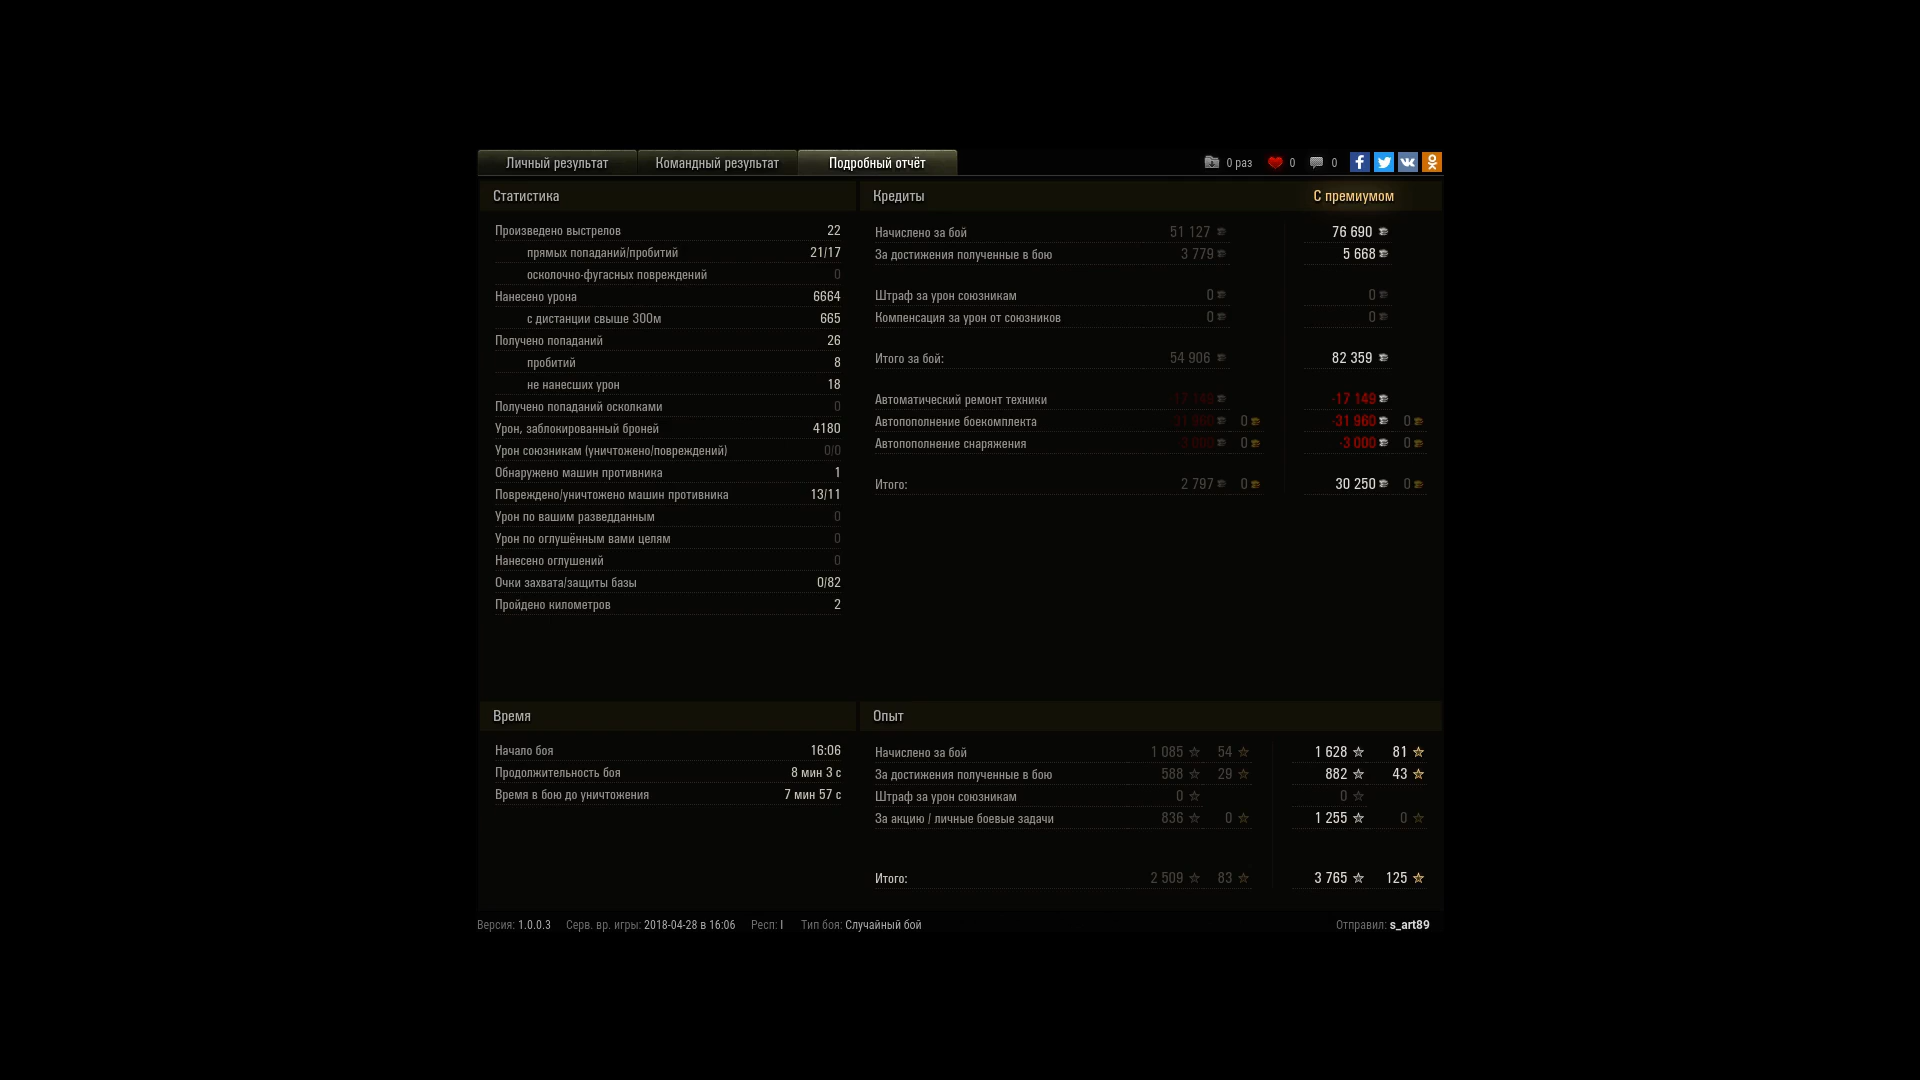 Личный результат Командный результат Подробный отчёт 0 раз 0 0
Статистика
Произведено выстрелов 22
прямых попаданий/пробитий 21/17
осколочно-фугасных повреждений 0
Нанесено урона 6664
с дистанции свыше 300м 665
Получено попаданий 26
пробитий 8
не нанесших урон 18
Получено попаданий осколками 0
Урон, заблокированный броней 4180
Урон союзникам (уничтожено/повреждений) 0/0
Обнаружено машин противника 1
Повреждено/уничтожено машин противника 13/11
Урон по вашим разведданным 0
Урон по оглушённым вами целям 0
Нанесено оглушений 0
Очки захвата/защиты базы 0/82
Пройдено километров 2
Кредиты С премиумом
Начислено за бой 51 127 76 690
За достижения полученные в бою 3 779 5 668
Штраф за урон союзникам 0 0
Компенсация за урон от союзников 0 0
Итого за бой: 54 906 82 359
Автоматический ремонт техники -17 149 -17 149
Автопополнение боекомплекта -31 960 0 -31 960 0
Автопополнение снаряжения -3 000 0 -3 000 0
Итого: 2 797 0 30 250 0
Время
Начало боя 16:06
Продолжительность боя 8 мин 3 с
Время в бою до уничтожения 7 мин 57 с
Опыт
Начислено за бой 1 085 54 1 628 81
За достижения полученные в бою 588 29 882 43
Штраф за урон союзникам 0 0
За акцию / личные боевые задачи 836 0 1 255 0
Итого: 2 509 83 3 765 125
Версия: 1.0.0.3 Серв. вр. игры: 2018-04-28 в 16:06 Респ: I Тип боя: Случайный бой Отправил: s_art89